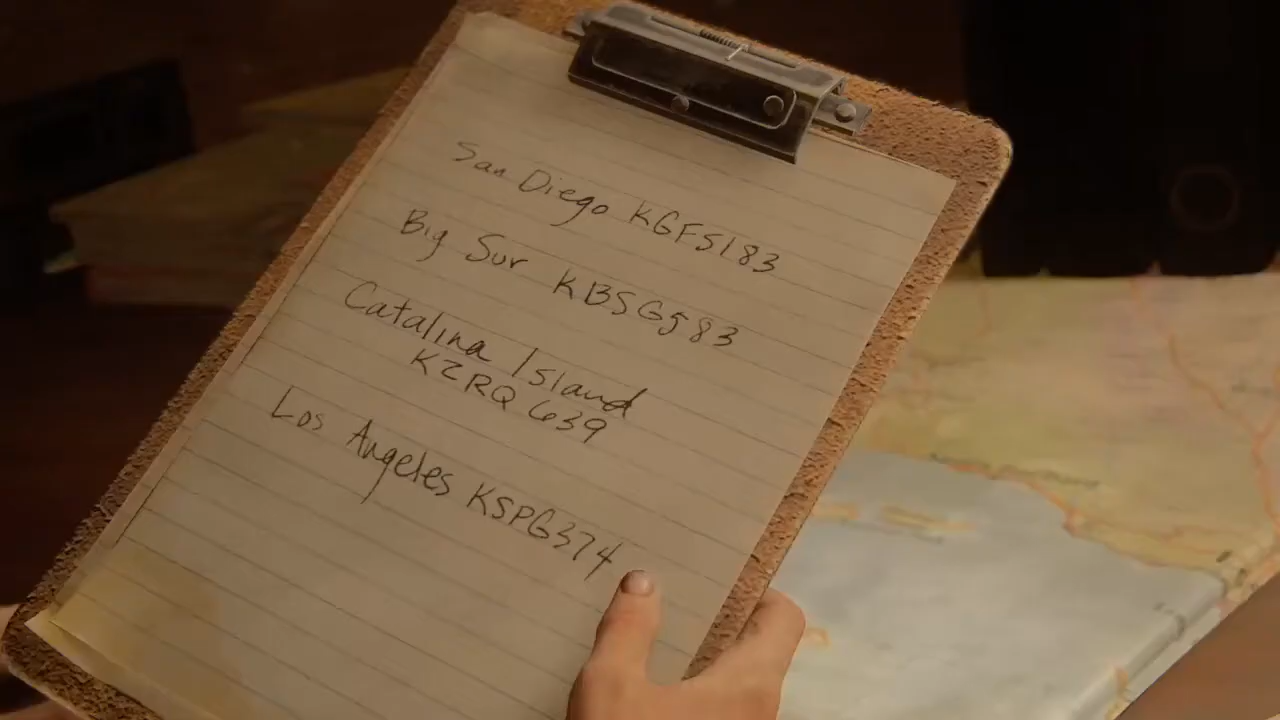 San Diego KGFS183
Big Sur KBSG583
Catalina Island
KZRQ639
Los Angeles KSPG374